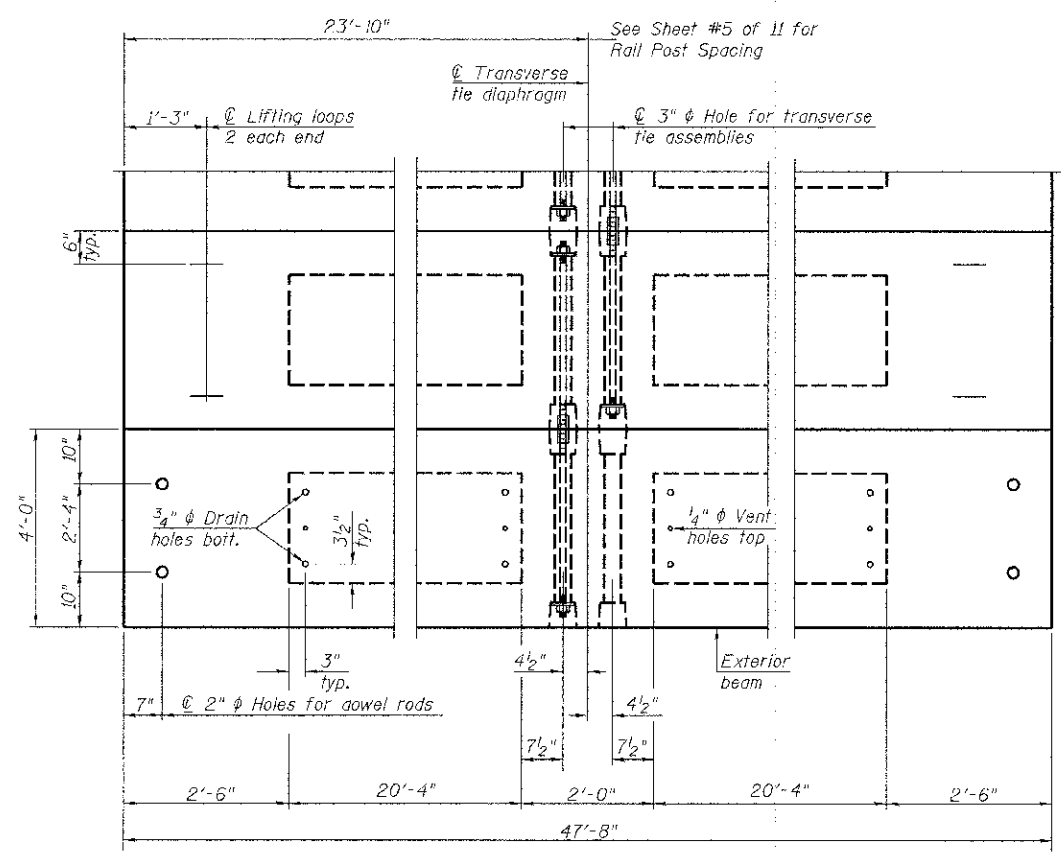 23'-10"
See Sheet #5 of 11 for
Rail Post Spacing
℄ Transverse
tie diaphragm
1'-3"
℄ Lifting loops
2 each end
℄ 3" ϕ Hole for transverse
tie assemblies
6"
typ.
4'-0"
10"
2'-4"
10"
3/4" ϕ Drain
holes bott.
3 1/2"
typ.
1/4" ϕ Vent
holes top
3"
typ.
4 1/2"
Exterior
beam
7"
℄ 2" ϕ Holes for dowel rods
4 1/2"
7 1/2"
7 1/2"
2'-6"
20'-4"
2'-0"
20'-4"
2'-6"
47'-8"